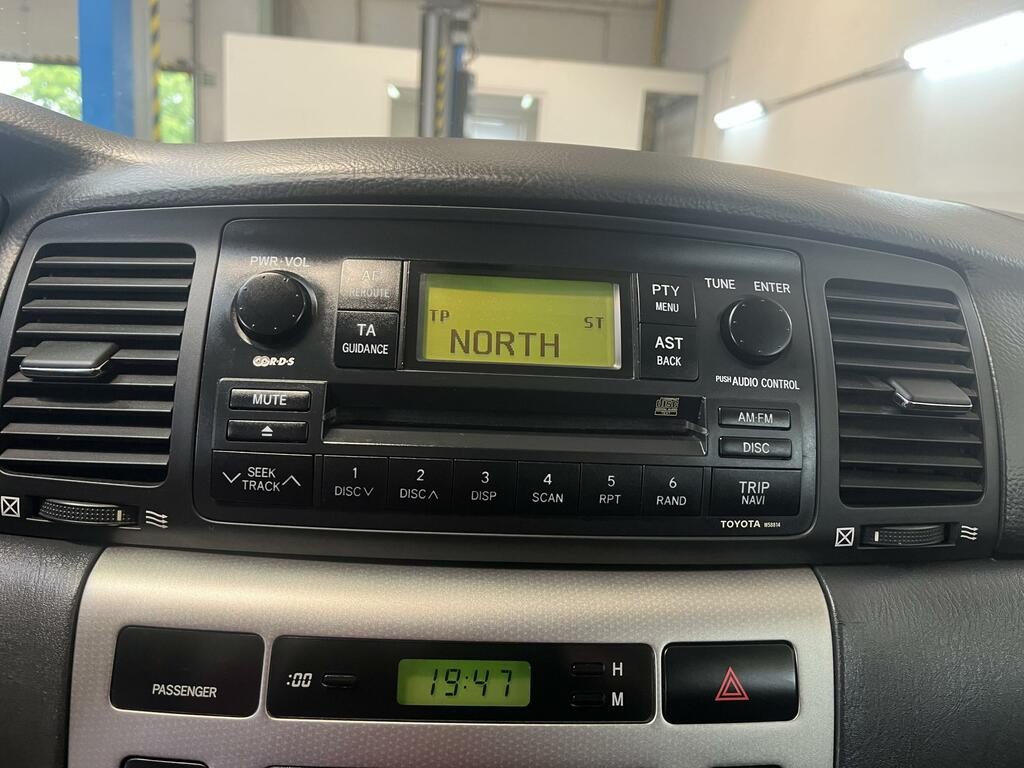 PWR·VOL
AF
REROUTE
TA
GUIDANCE
TP
ST
NORTH
PTY
MENU
AST
BACK
TUNE ENTER
PUSH AUDIO CONTROL
R·D·S
MUTE
AM·FM
DISC
SEEK
TRACK
1
DISC
2
DISC
3
DISP
4
SCAN
5
RPT
6
RAND
TRIP
NAVI
TOYOTA W58814
PASSENGER
:00
19:47
H
M